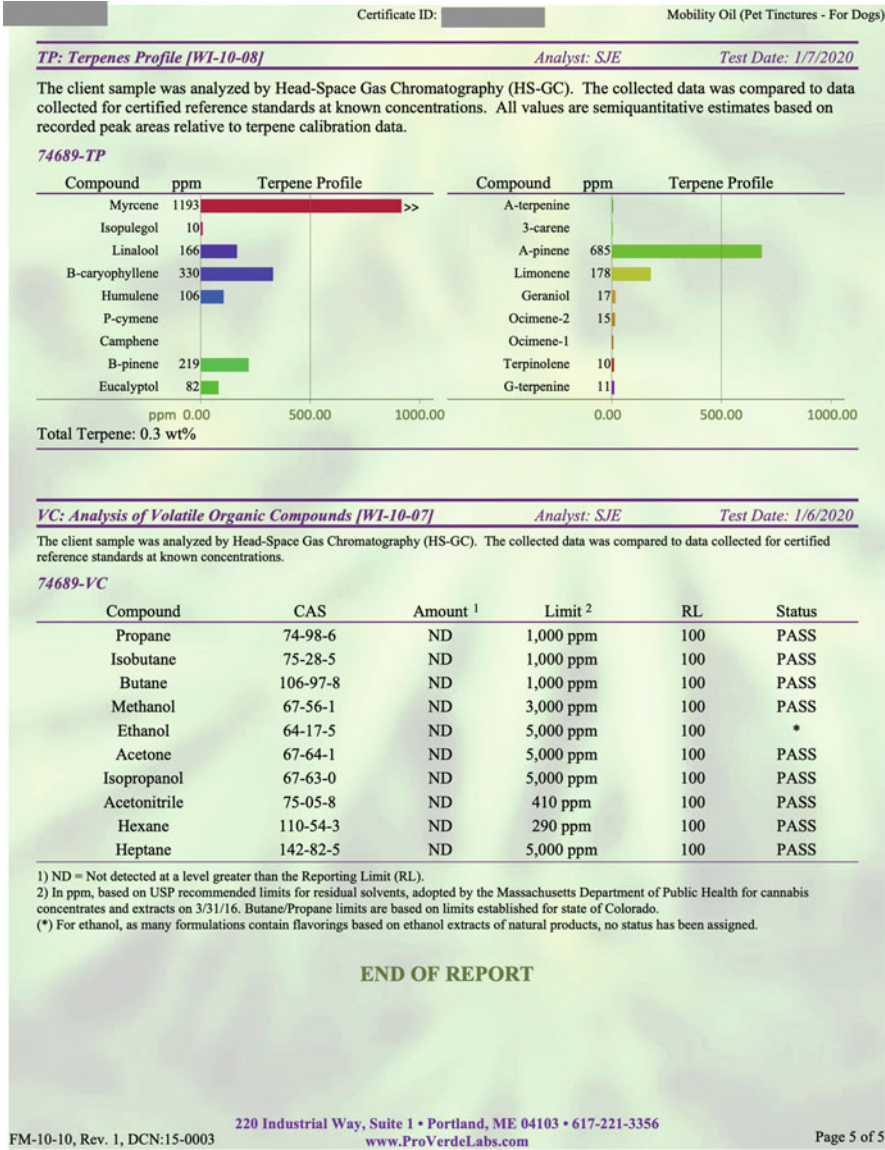 Certificate ID:
Mobility Oil (Pet Tinctures - For Dogs)
TP: Terpenes Profile [WI-10-08] Analyst: SJE Test Date: 1/7/2020
The client sample was analyzed by Head-Space Gas Chromatography (HS-GC). The collected data was compared to data
collected for certified reference standards at known concentrations. All values are semiquantitative estimates based on
recorded peak areas relative to terpene calibration data.
74689-TP
Compound ppm Terpene Profile
Myrcene 1193 >>
Isopulegol 10
Linalool 166
B-caryophyllene 330
Humulene 106
P-cymene
Camphene
B-pinene 219
Eucalyptol 82
ppm 0.00 500.00 1000.00
Compound ppm Terpene Profile
A-terpenine
3-carene
A-pinene 685
Limonene 178
Geraniol 17
Ocimene-2 15
Ocimene-1
Terpinolene 10
G-terpenine 11
0.00 500.00 1000.00
Total Terpene: 0.3 wt%
VC: Analysis of Volatile Organic Compounds [WI-10-07] Analyst: SJE Test Date: 1/6/2020
The client sample was analyzed by Head-Space Gas Chromatography (HS-GC). The collected data was compared to data collected for certified
reference standards at known concentrations.
74689-VC
Compound CAS Amount 1 Limit 2 RL Status
Propane 74-98-6 ND 1,000 ppm 100 PASS
Isobutane 75-28-5 ND 1,000 ppm 100 PASS
Butane 106-97-8 ND 1,000 ppm 100 PASS
Methanol 67-56-1 ND 3,000 ppm 100 PASS
Ethanol 64-17-5 ND 5,000 ppm 100 *
Acetone 67-64-1 ND 5,000 ppm 100 PASS
Isopropanol 67-63-0 ND 5,000 ppm 100 PASS
Acetonitrile 75-05-8 ND 410 ppm 100 PASS
Hexane 110-54-3 ND 290 ppm 100 PASS
Heptane 142-82-5 ND 5,000 ppm 100 PASS
1) ND = Not detected at a level greater than the Reporting Limit (RL).
2) In ppm, based on USP recommended limits for residual solvents, adopted by the Massachusetts Department of Public Health for cannabis
concentrates and extracts on 3/31/16. Butane/Propane limits are based on limits established for state of Colorado.
(*) For ethanol, as many formulations contain flavorings based on ethanol extracts of natural products, no status has been assigned.
END OF REPORT
220 Industrial Way, Suite 1 • Portland, ME 04103 • 617-221-3356
FM-10-10, Rev. 1, DCN:15-0003 www.ProVerdeLabs.com Page 5 of 5